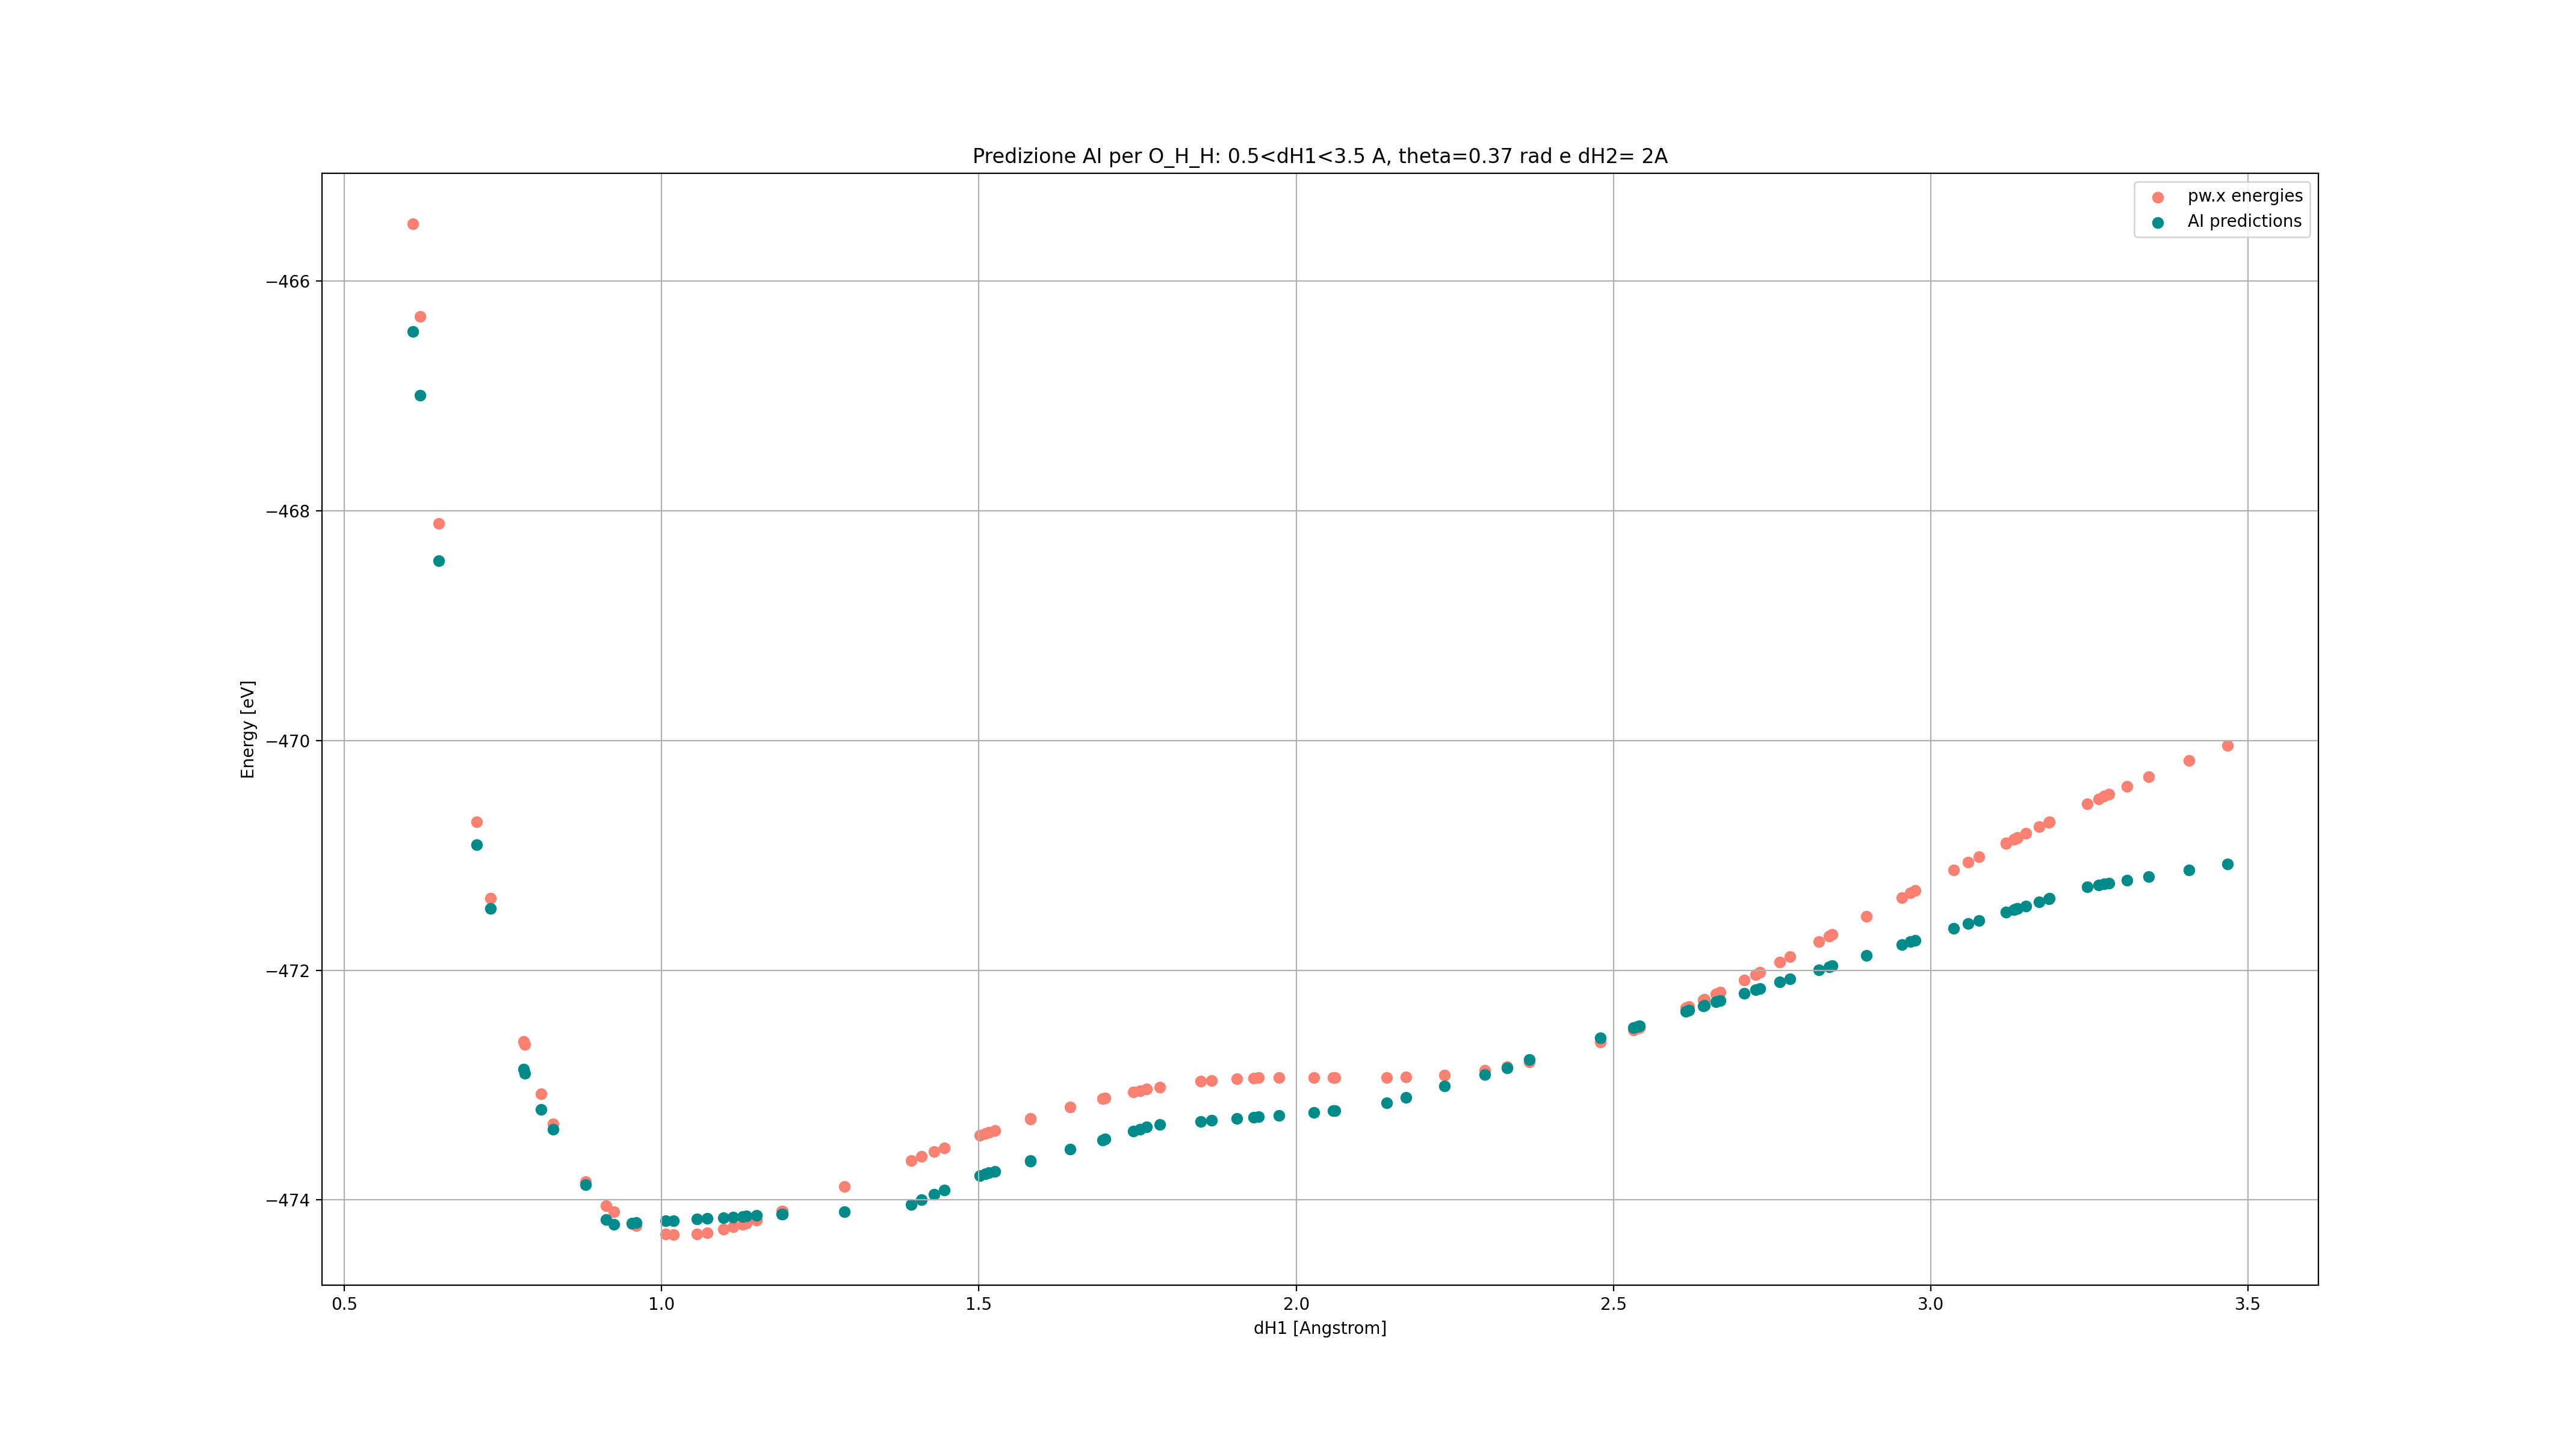 Predizione AI per O_H_H: 0.5<dH1<3.5 A, theta=0.37 rad e dH2= 2A
pw.x energies
AI predictions
−466
−468
−470
−472
−474
Energy [eV]
0.5 1.0 1.5 2.0 2.5 3.0 3.5
dH1 [Angstrom]